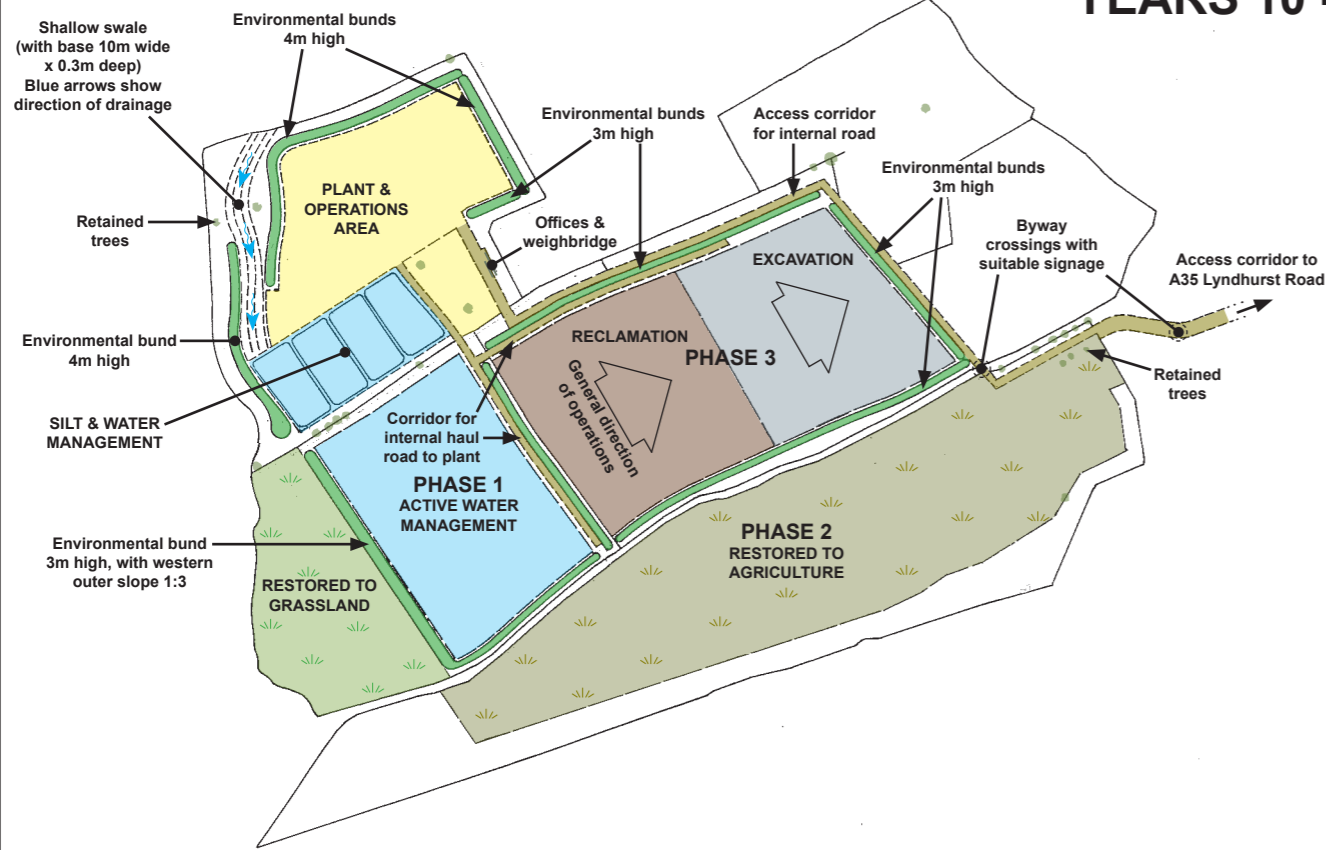 YEARS 10
Shallow swale
(with base 10m wide
x 0.3m deep)
Blue arrows show
direction of drainage
Environmental bunds
4m high
Environmental bunds
3m high
Access corridor
for internal road
Environmental bunds
3m high
Byway
crossings with
suitable signage
Access corridor to
A35 Lyndhurst Road
Retained
trees
PLANT &
OPERATIONS
AREA
Offices &
weighbridge
EXCAVATION
RECLAMATION
PHASE 3
General direction
of operations
Environmental bund
4m high
SILT & WATER
MANAGEMENT
Corridor for
internal haul
road to plant
Retained
trees
PHASE 1
ACTIVE WATER
MANAGEMENT
PHASE 2
RESTORED TO
AGRICULTURE
Environmental bund
3m high, with western
outer slope 1:3
RESTORED TO
GRASSLAND